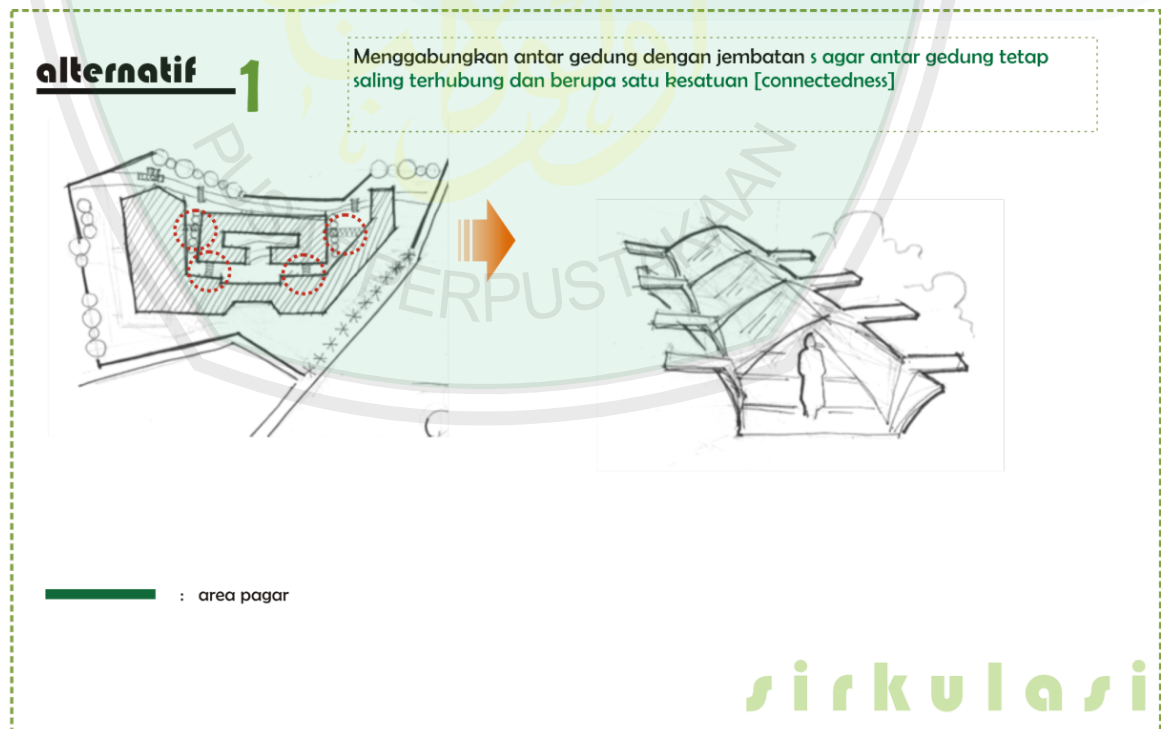 alternatif 1
Menggabungkan antar gedung dengan jembatan s agar antar gedung tetap
saling terhubung dan berupa satu kesatuan [connectedness]
PERPUSTAKAAN
: area pagar
sirkulasi